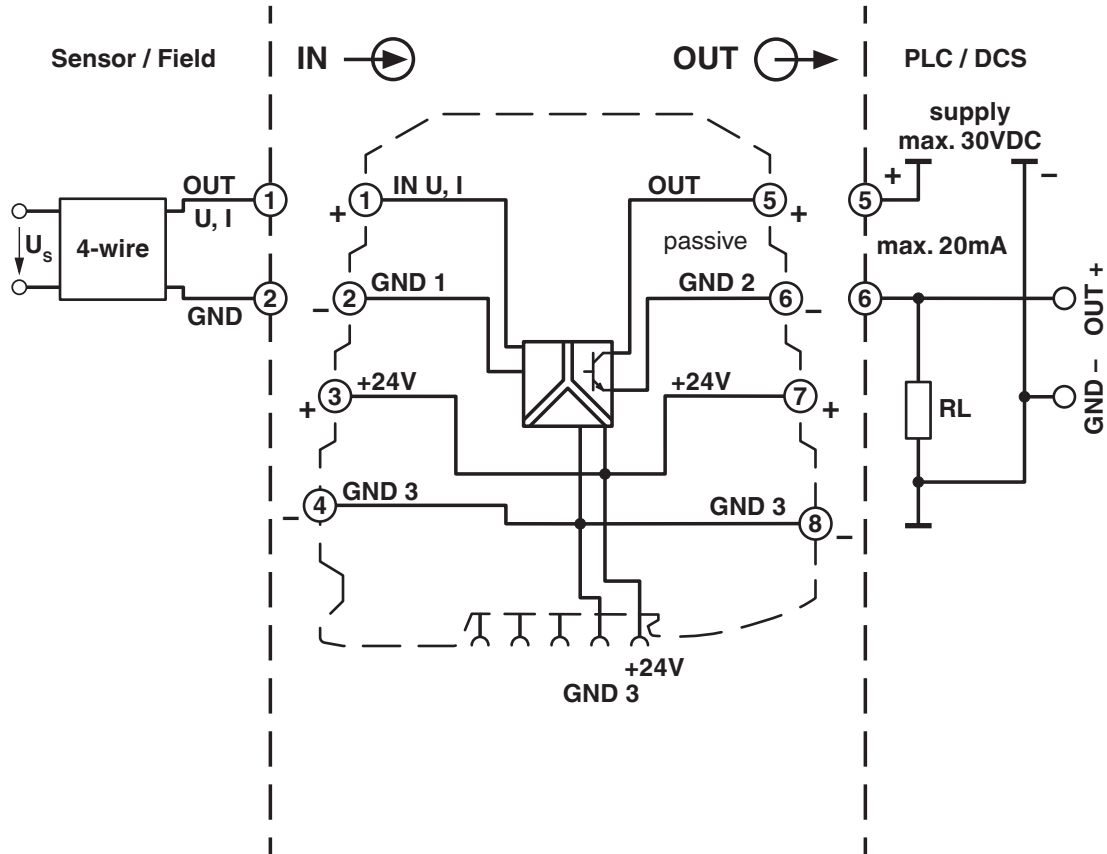 Sensor / Field
IN
OUT
PLC / DCS
supply
max. 30VDC
+
–
OUT
U, I
1
4-wire
Us
GND
2
1
+
IN U, I
OUT
5
+
passive
2
–
GND 1
GND 2
6
–
3
+
+24V
+24V
7
+
4
–
GND 3
GND 3
8
–
+24V
GND 3
5
max. 20mA
6
RL
OUT +
GND –